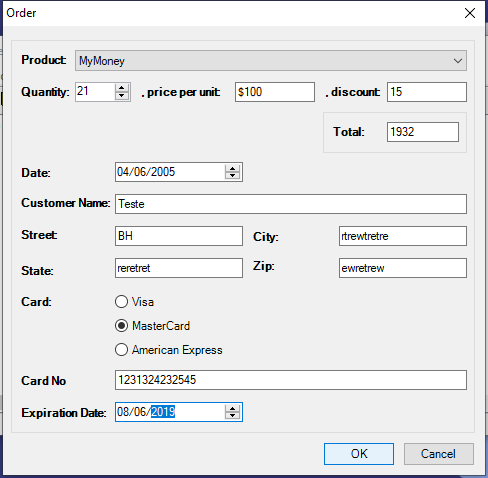 Order
Product: MyMoney
Quantity: 21 , price per unit: $100 , discount: 15
Total: 1932
Date: 04/06/2005
Customer Name: Teste
Street: BH City: rtrewtretre
State: reretret Zip: ewretrew
Card: Visa
MasterCard
American Express
Card No 1231324232545
Expiration Date: 08/06/2019
OK Cancel